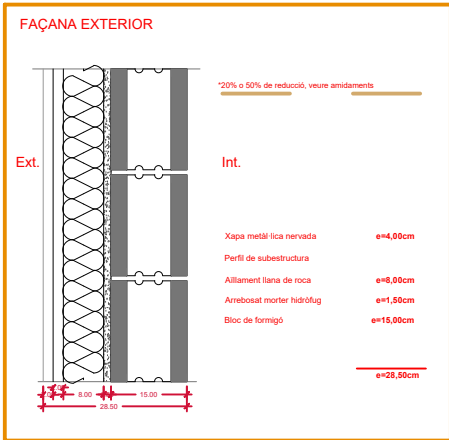 FAÇANA EXTERIOR
*20% o 50% de reducció, veure amidaments
Ext.
Int.
Xapa metàl·lica nervada e=4,00cm
Perfil de subestructura
Aïllament llana de roca e=8,00cm
Arrebosat morter hidròfug e=1,50cm
Bloc de formigó e=15,00cm
e=28,50cm
8.00 15.00
28.50